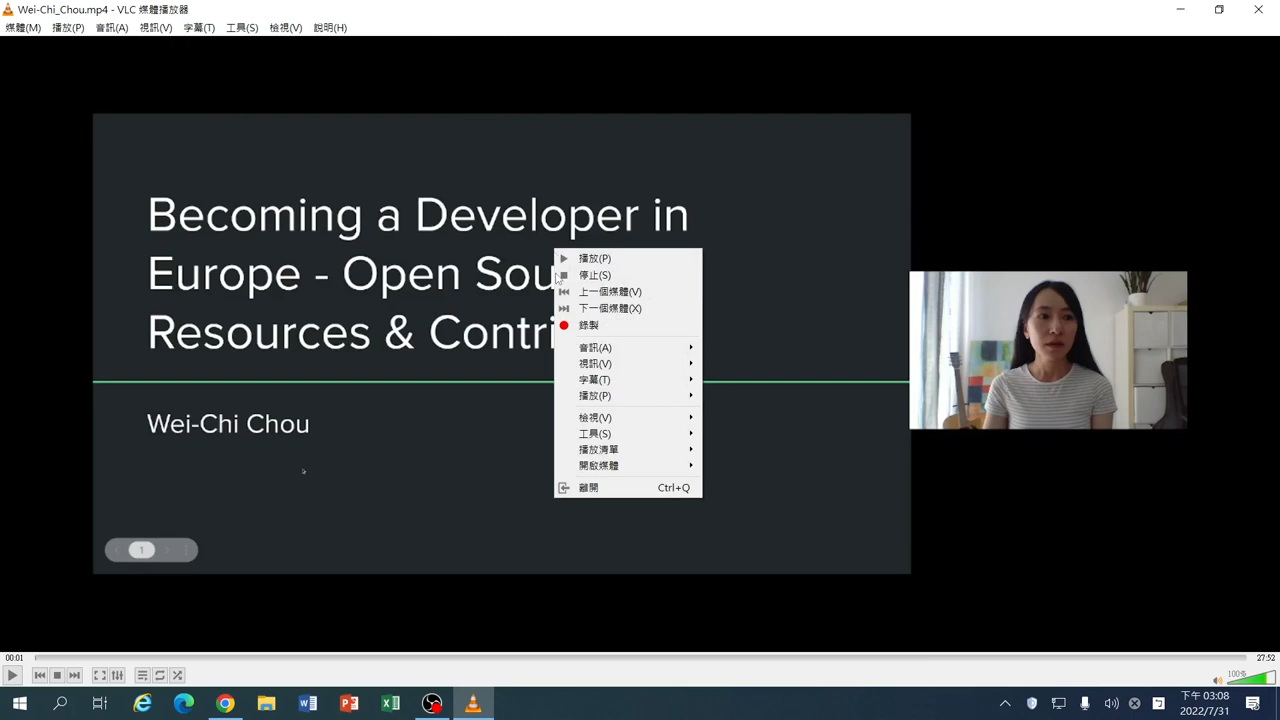 Wei-Chi_Chou.mp4 - VLC 媒體播放器
媒體(M) 播放(P) 音訊(A) 視訊(V) 字幕(T) 工具(S) 檢視(V) 說明(H)
Becoming a Developer in
Europe - Open Sou
Resources & Contri
Wei-Chi Chou
1
播放(P)
停止(S)
上一個媒體(V)
下一個媒體(X)
錄製
音訊(A)
視訊(V)
字幕(T)
播放(P)
檢視(V)
工具(S)
播放清單
開啟媒體
離開 Ctrl+Q
00:01 27:52
100%
下午 03:08
2022/7/31